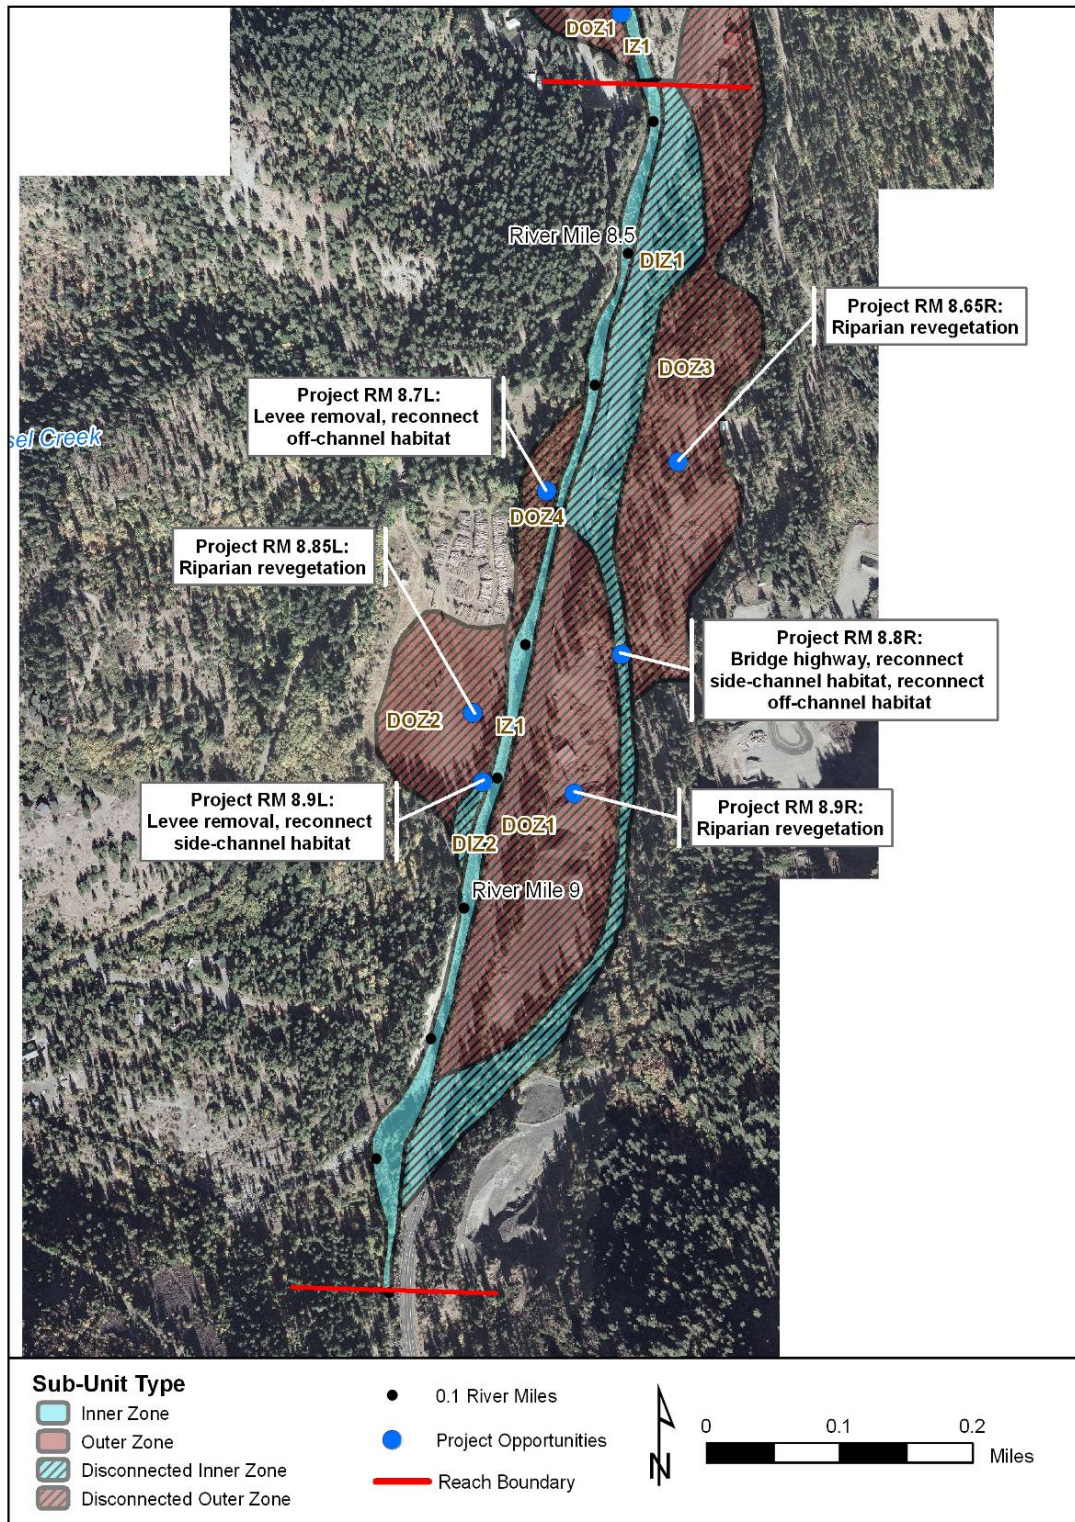 DOZ1
IZ1
River Mile 8.5
DIZ1
Project RM 8.65R:
Riparian revegetation
DOZ3
Project RM 8.7L:
Levee removal, reconnect
off-channel habitat
sel Creek
DOZ4
Project RM 8.85L:
Riparian revegetation
Project RM 8.8R:
Bridge highway, reconnect
side-channel habitat, reconnect
off-channel habitat
DOZ2
IZ1
Project RM 8.9L:
Levee removal, reconnect
side-channel habitat
DIZ2
DOZ1
Project RM 8.9R:
Riparian revegetation
River Mile 9
Sub-Unit Type
Inner Zone
Outer Zone
Disconnected Inner Zone
Disconnected Outer Zone
0.1 River Miles
Project Opportunities
Reach Boundary
N
0 0.1 0.2
Miles